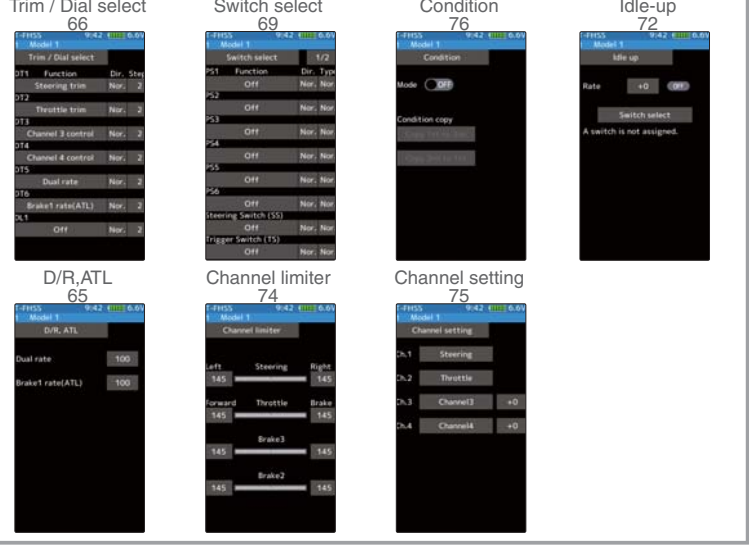 Trim / Dial select
66
T-FHSS 9:42 6.6V
1 Model 1
Trim / Dial select
DT1 Function Dir. Step
Steering trim Nor. 2
DT2
Throttle trim Nor. 2
DT3
Channel 3 control Nor. 2
DT4
Channel 4 control Nor. 2
DT5
Dual rate Nor. 2
DT6
Brake1 rate(ATL) Nor. 2
DL1
Off Nor. 2
Switch select
69
T-FHSS 9:42 6.6V
1 Model 1
Switch select 1/2
PS1 Function Dir. Type
Off Nor. Nor
PS2
Off Nor. Nor
PS3
Off Nor. Nor
PS4
Off Nor. Nor
PS5
Off Nor. Nor
PS6
Off Nor. Nor
Steering Switch (SS)
Off Nor. Nor
Trigger Switch (TS)
Off Nor. Nor
Condition
76
T-FHSS 9:42 6.6V
1 Model 1
Condition
Mode OFF
Condition copy
Idle-up
72
T-FHSS 9:42 6.6V
1 Model 1
Idle up
Rate +0 OFF
Switch select
A switch is not assigned.
D/R,ATL
65
T-FHSS 9:42 6.6V
1 Model 1
D/R, ATL
Dual rate 100
Brake1 rate(ATL) 100
Channel limiter
74
T-FHSS 9:42 6.6V
1 Model 1
Channel limiter
Left Steering Right
145 145
Forward Throttle Brake
145 145
Brake3
145 145
Brake2
145 145
Channel setting
75
T-FHSS 9:42 6.6V
1 Model 1
Channel setting
Ch.1 Steering
Ch.2 Throttle
Ch.3 Channel3 +0
Ch.4 Channel4 +0